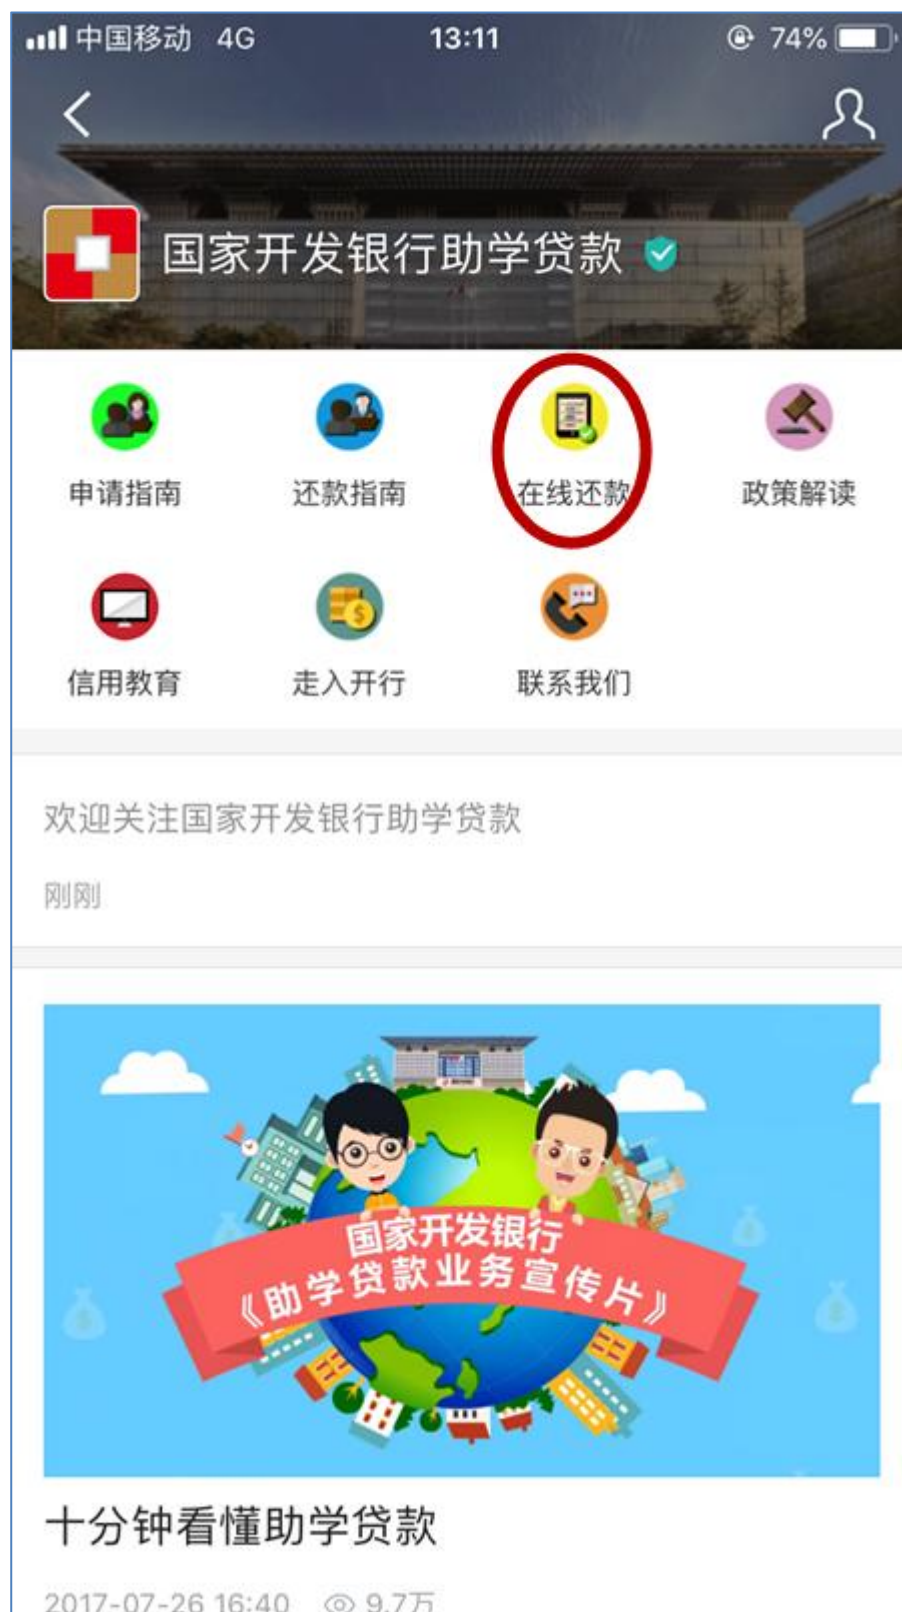 中国移动 4G 13:11 74%
国家开发银行助学贷款
申请指南 还款指南 在线还款 政策解读
信用教育 走入开行 联系我们
欢迎关注国家开发银行助学贷款
刚刚
国家开发银行
《助学贷款业务宣传片》
十分钟看懂助学贷款
2017-07-26 16:40 9.7万